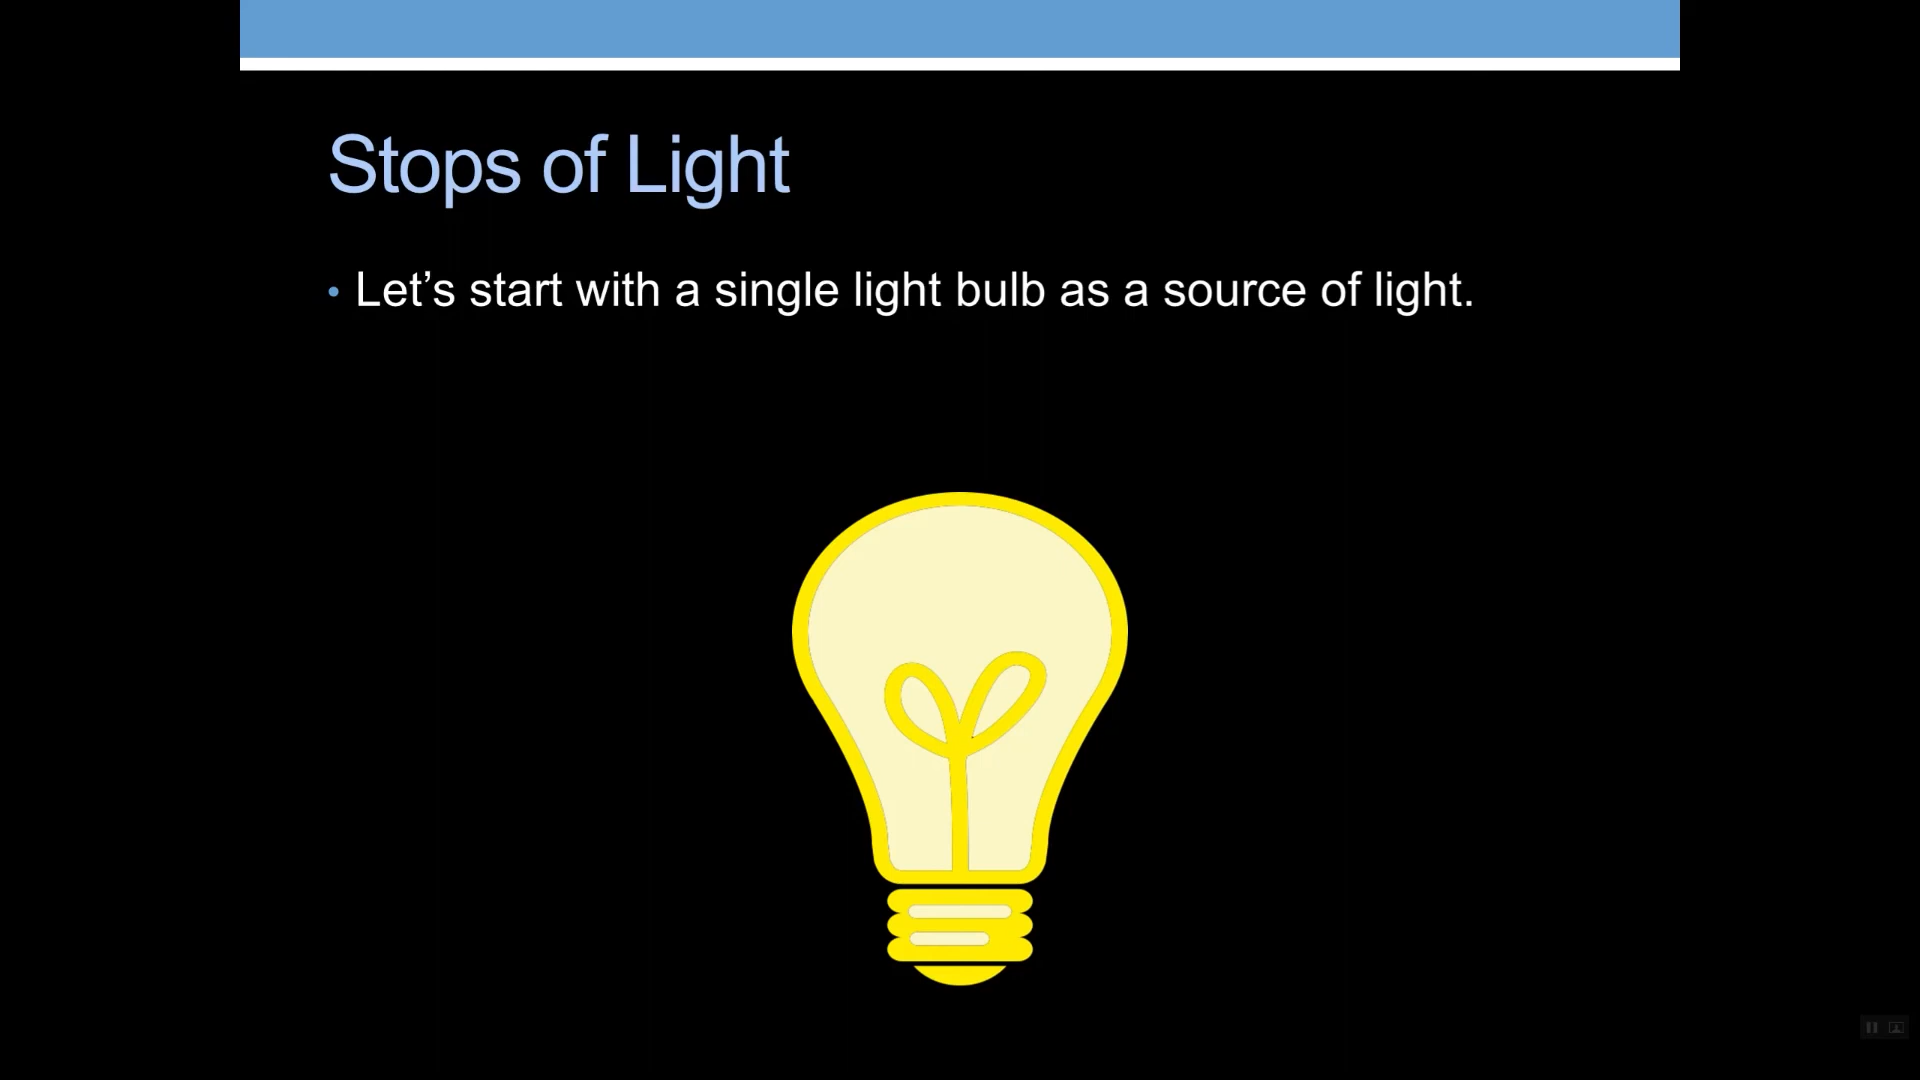 Stops of Light
• Let’s start with a single light bulb as a source of light.